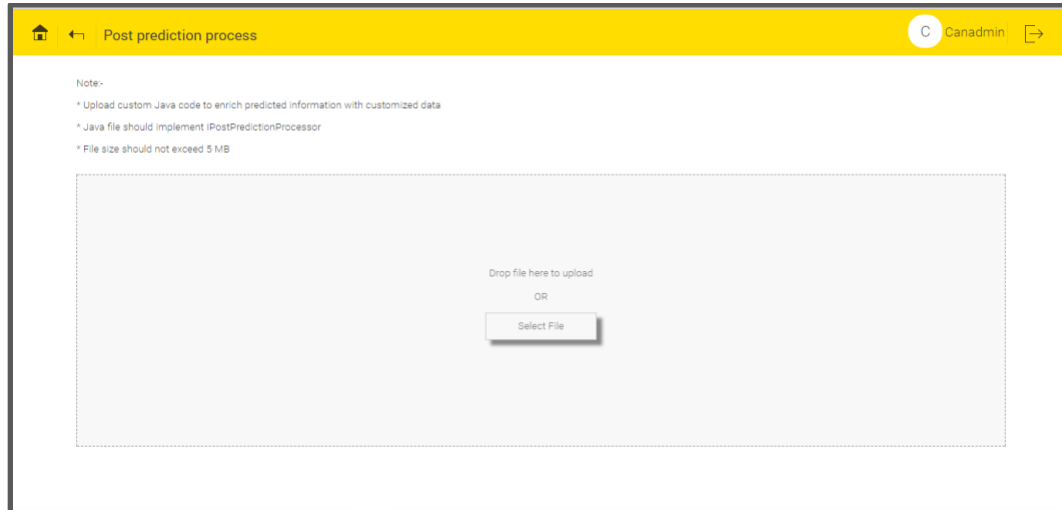 Post prediction process
C Canadmin
Note:-
* Upload custom Java code to enrich predicted information with customized data
* Java file should implement IPostPredictionProcessor
* File size should not exceed 5 MB
Drop file here to upload
OR
Select File